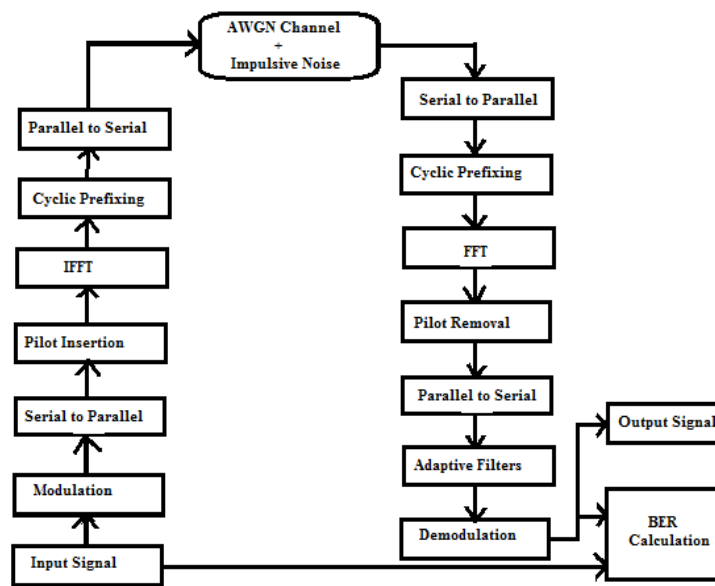 AWGN Channel
+
Impulsive Noise
Parallel to Serial
Cyclic Prefixing
IFFT
Pilot Insertion
Serial to Parallel
Modulation
Input Signal
Serial to Parallel
Cyclic Prefixing
FFT
Pilot Removal
Parallel to Serial
Adaptive Filters
Demodulation
Output Signal
BER
Calculation